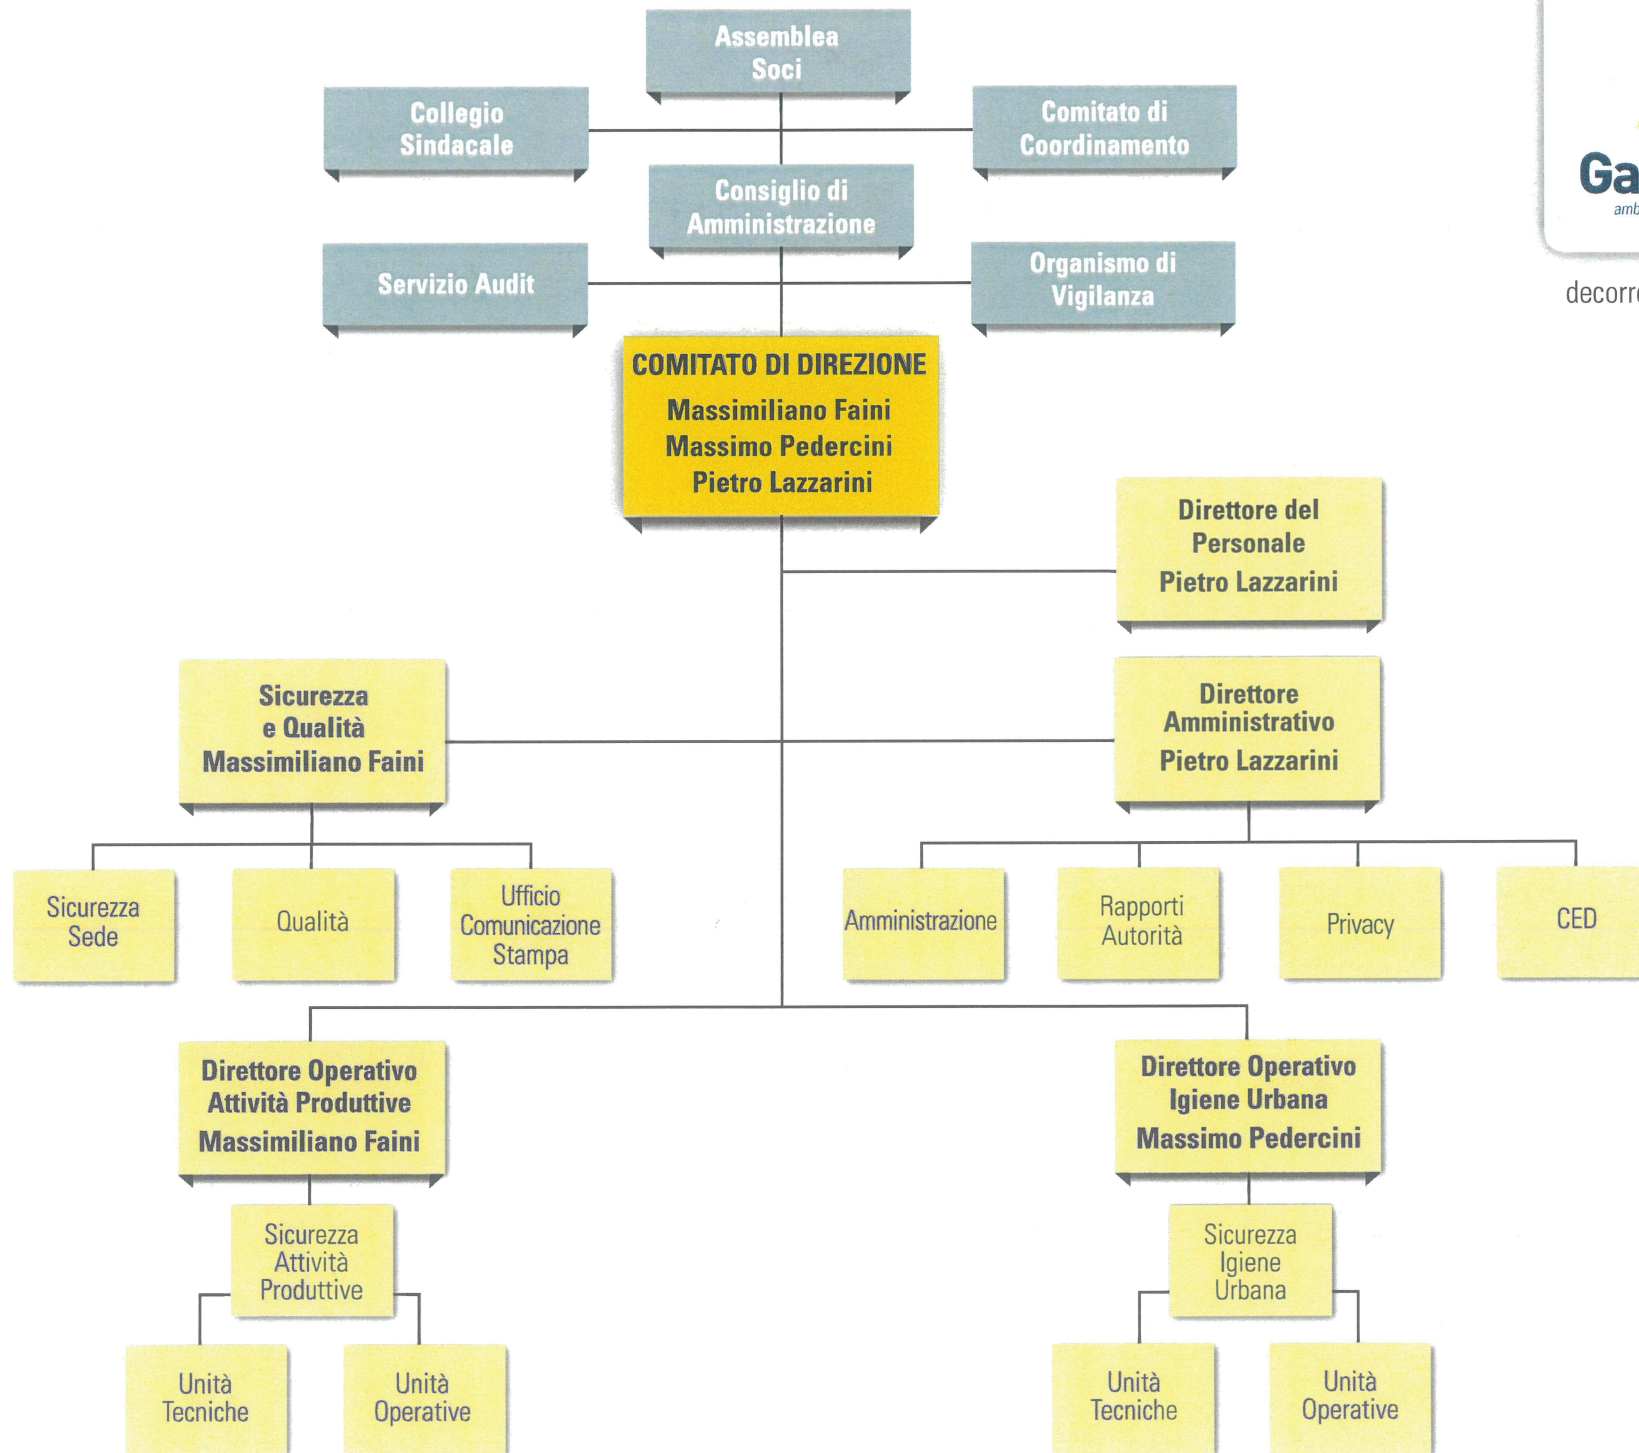 Assemblea
Soci
Collegio
Sindacale
Comitato di
Coordinamento
Consiglio di
Amministrazione
Servizio Audit
Organismo di
Vigilanza
COMITATO DI DIREZIONE
Massimiliano Faini
Massimo Pedercini
Pietro Lazzarini
Direttore del
Personale
Pietro Lazzarini
Sicurezza
e Qualità
Massimiliano Faini
Direttore
Amministrativo
Pietro Lazzarini
Sicurezza
Sede
Qualità
Ufficio
Comunicazione
Stampa
Amministrazione
Rapporti
Autorità
Privacy
CED
Direttore Operativo
Attività Produttive
Massimiliano Faini
Direttore Operativo
Igiene Urbana
Massimo Pedercini
Sicurezza
Attività
Produttive
Sicurezza
Igiene
Urbana
Unità
Tecniche
Unità
Operative
Unità
Tecniche
Unità
Operative